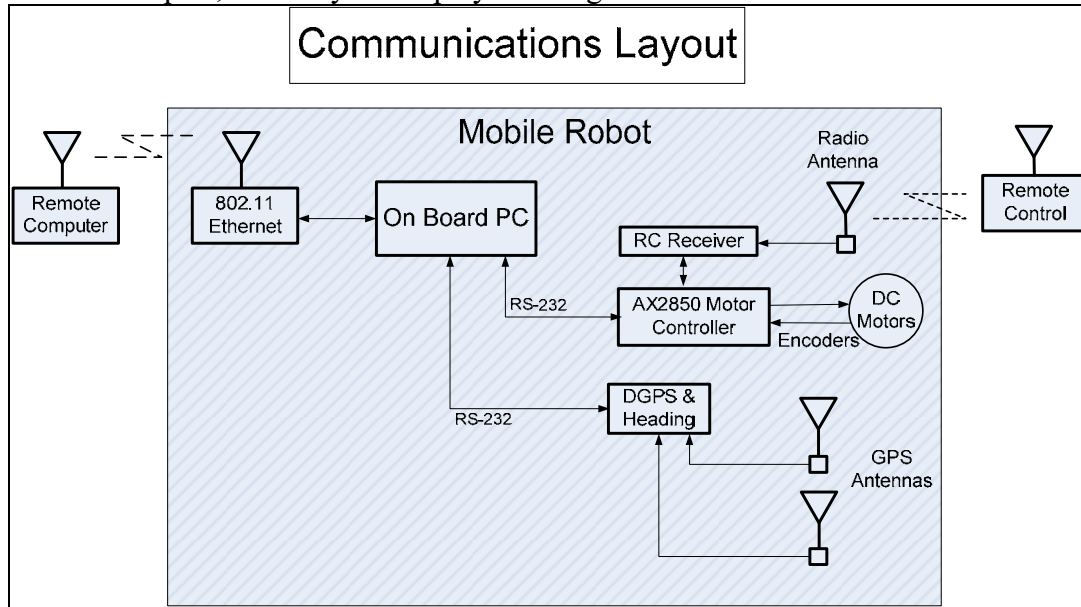 Communications Layout
Mobile Robot
Radio
Antenna
Remote
Computer
802.11
Ethernet
On Board PC
RC Receiver
Remote
Control
RS-232
AX2850 Motor
Controller
DC
Motors
Encoders
DGPS &
Heading
RS-232
GPS
Antennas